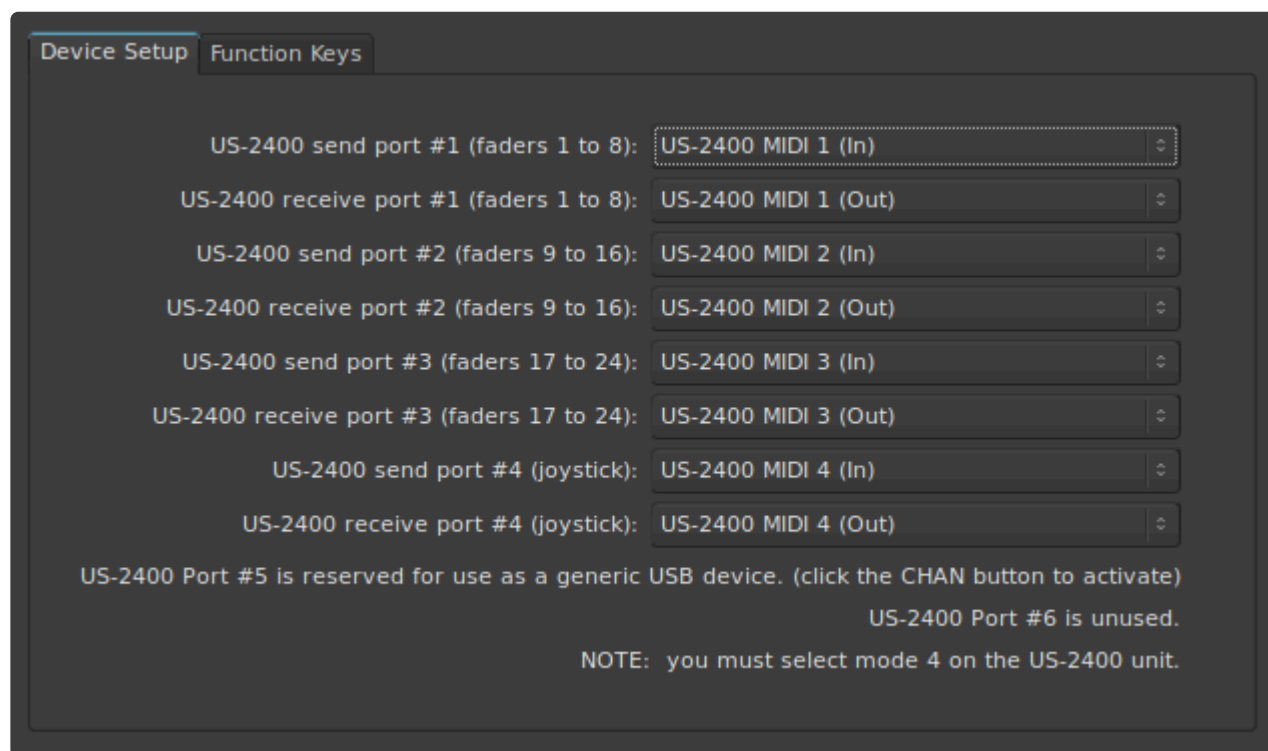 Device Setup Function Keys
US-2400 send port #1 (faders 1 to 8): US-2400 MIDI 1 (In)
US-2400 receive port #1 (faders 1 to 8): US-2400 MIDI 1 (Out)
US-2400 send port #2 (faders 9 to 16): US-2400 MIDI 2 (In)
US-2400 receive port #2 (faders 9 to 16): US-2400 MIDI 2 (Out)
US-2400 send port #3 (faders 17 to 24): US-2400 MIDI 3 (In)
US-2400 receive port #3 (faders 17 to 24): US-2400 MIDI 3 (Out)
US-2400 send port #4 (joystick): US-2400 MIDI 4 (In)
US-2400 receive port #4 (joystick): US-2400 MIDI 4 (Out)
US-2400 Port #5 is reserved for use as a generic USB device. (click the CHAN button to activate)
US-2400 Port #6 is unused.
NOTE: you must select mode 4 on the US-2400 unit.